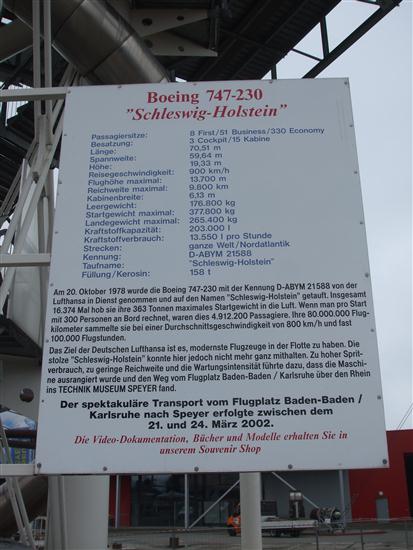 Boeing 747-230
"Schleswig-Holstein"
Passagiersitze: 8 First/51 Business/330 Economy
Besatzung: 3 Cockpit/15 Kabine
Länge: 70,51 m
Spannweite: 59,64 m
Höhe: 19,33 m
Reisegeschwindigkeit: 900 km/h
Flughöhe maximal: 13.700 m
Reichweite maximal: 9.800 km
Kabinenbreite: 6,13 m
Leergewicht: 176.800 kg
Startgewicht maximal: 377.800 kg
Landegewicht maximal: 265.400 kg
Kraftstoffkapazität: 203.000 l
Kraftstoffverbrauch: 13.550 l pro Stunde
Strecken: ganze Welt/Nordatlantik
Kennung: D-ABYM 21588
Taufname: "Schleswig-Holstein"
Füllung/Kerosin: 158 t
Am 20. Oktober 1978 wurde die Boeing 747-230 mit der Kennung D-ABYM 21588 von der
Lufthansa in Dienst genommen und auf den Namen "Schleswig-Holstein" getauft. Insgesamt
16.374 Mal hob sie ihre 363 Tonnen maximales Startgewicht in die Luft. Wenn man pro Start
mit 300 Personen an Bord rechnet, waren dies 4.912.200 Passagiere. Ihre 80.000.000 Flug-
kilometer sammelte sie bei einer Durchschnittsgeschwindigkeit von 800 km/h und fast
100.000 Flugstunden.
Das Ziel der Deutschen Lufthansa ist es, modernste Flugzeuge in der Flotte zu haben. Die
stolze "Schleswig-Holstein" konnte hier jedoch nicht mehr ganz mithalten. Zu hoher Sprit-
verbrauch, zu geringe Reichweite und die Wartungsintensität führte dazu, dass die Maschi-
ne ausrangiert wurde und den Weg vom Flugplatz Baden-Baden / Karlsruhe über den Rhein
ins TECHNIK MUSEUM SPEYER fand.
Der spektakuläre Transport vom Flugplatz Baden-Baden /
Karlsruhe nach Speyer erfolgte zwischen dem
21. und 24. März 2002.
Die Video-Dokumentation, Bücher und Modelle erhalten Sie in
unserem Souvenir Shop